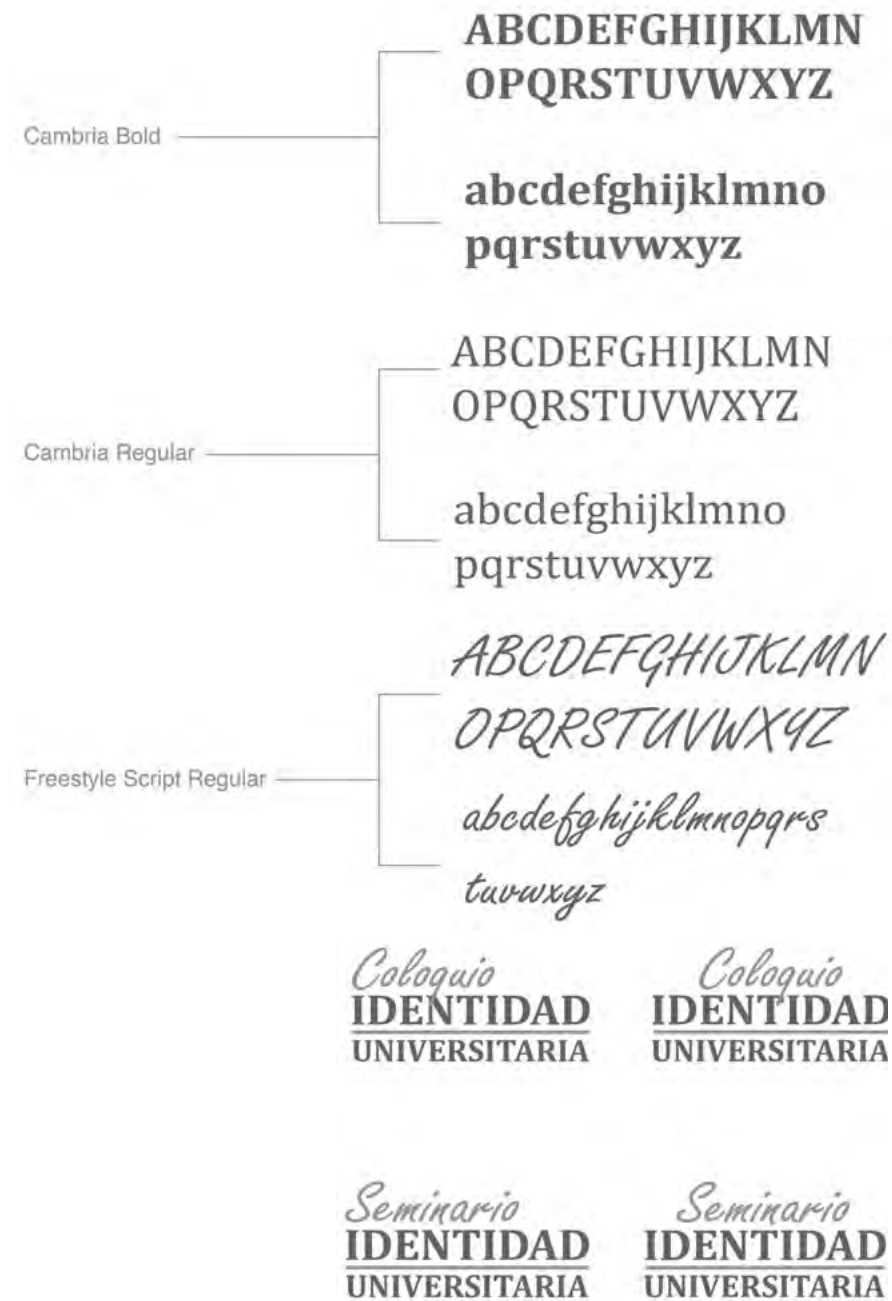 ABCDEFGHIJKLMN
OPQRSTUVWXYZ
Cambria Bold
abcdefghijklmno
pqrstuvwxyz
ABCDEFGHIJKLMN
OPQRSTUVWXYZ
Cambria Regular
abcdefghijklmno
pqrstuvwxyz
ABCDEFGHIJKLMN
OPQRSTUVWXYZ
Freestyle Script Regular
abcdefghijklmnopqrs
tuvwxyz
Coloquio
IDENTIDAD
UNIVERSITARIA
Coloquio
IDENTIDAD
UNIVERSITARIA
Seminario
IDENTIDAD
UNIVERSITARIA
Seminario
IDENTIDAD
UNIVERSITARIA